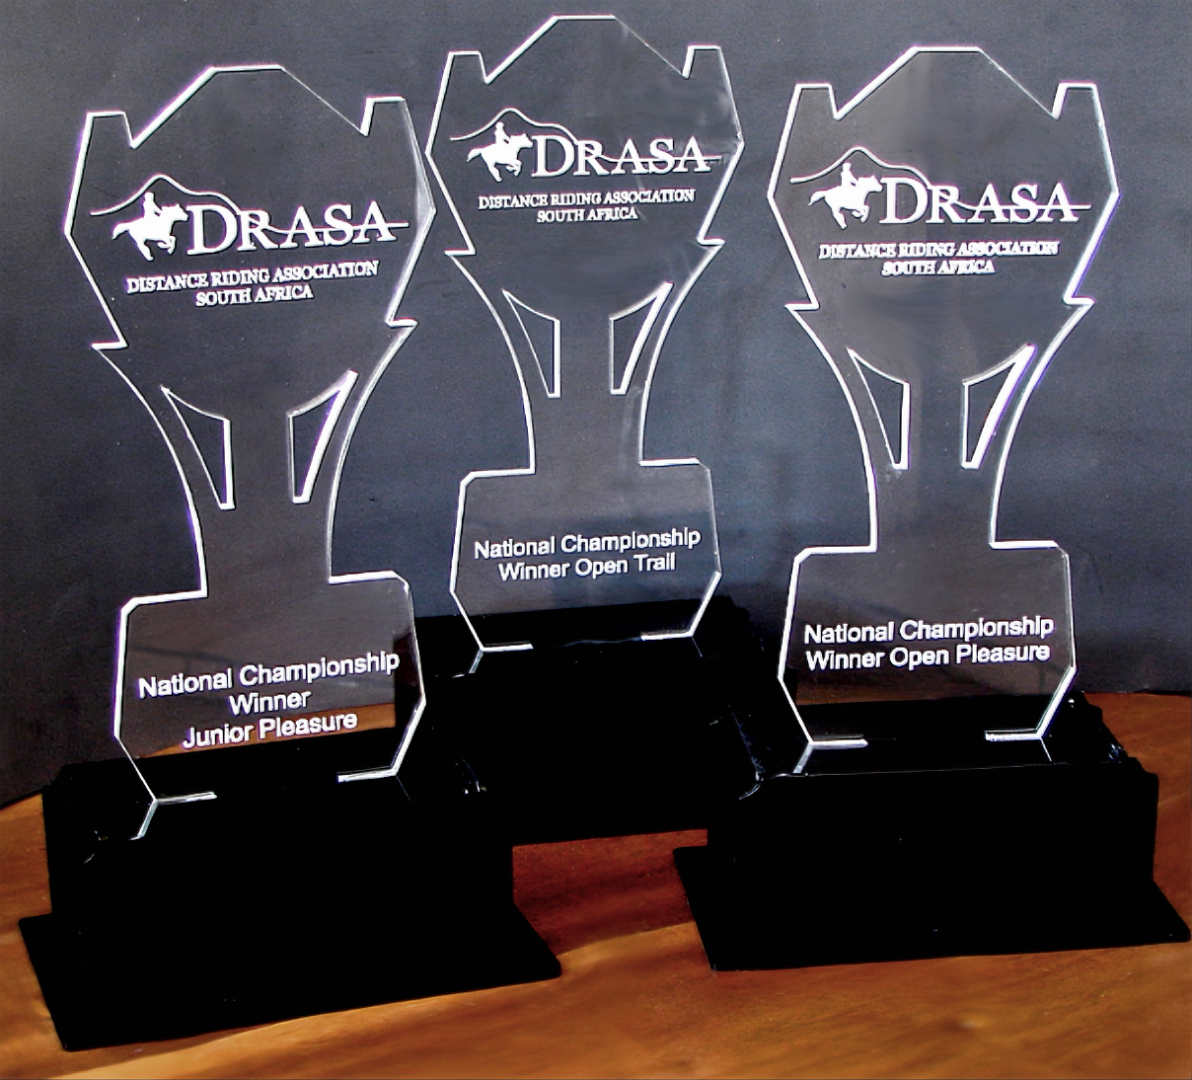 DRASA
DISTANCE RIDING ASSOCIATION
SOUTH AFRICA
National Championship
Winner
Junior Pleasure
DRASA
DISTANCE RIDING ASSOCIATION
SOUTH AFRICA
National Championship
Winner Open Trail
DRASA
DISTANCE RIDING ASSOCIATION
SOUTH AFRICA
National Championship
Winner Open Pleasure